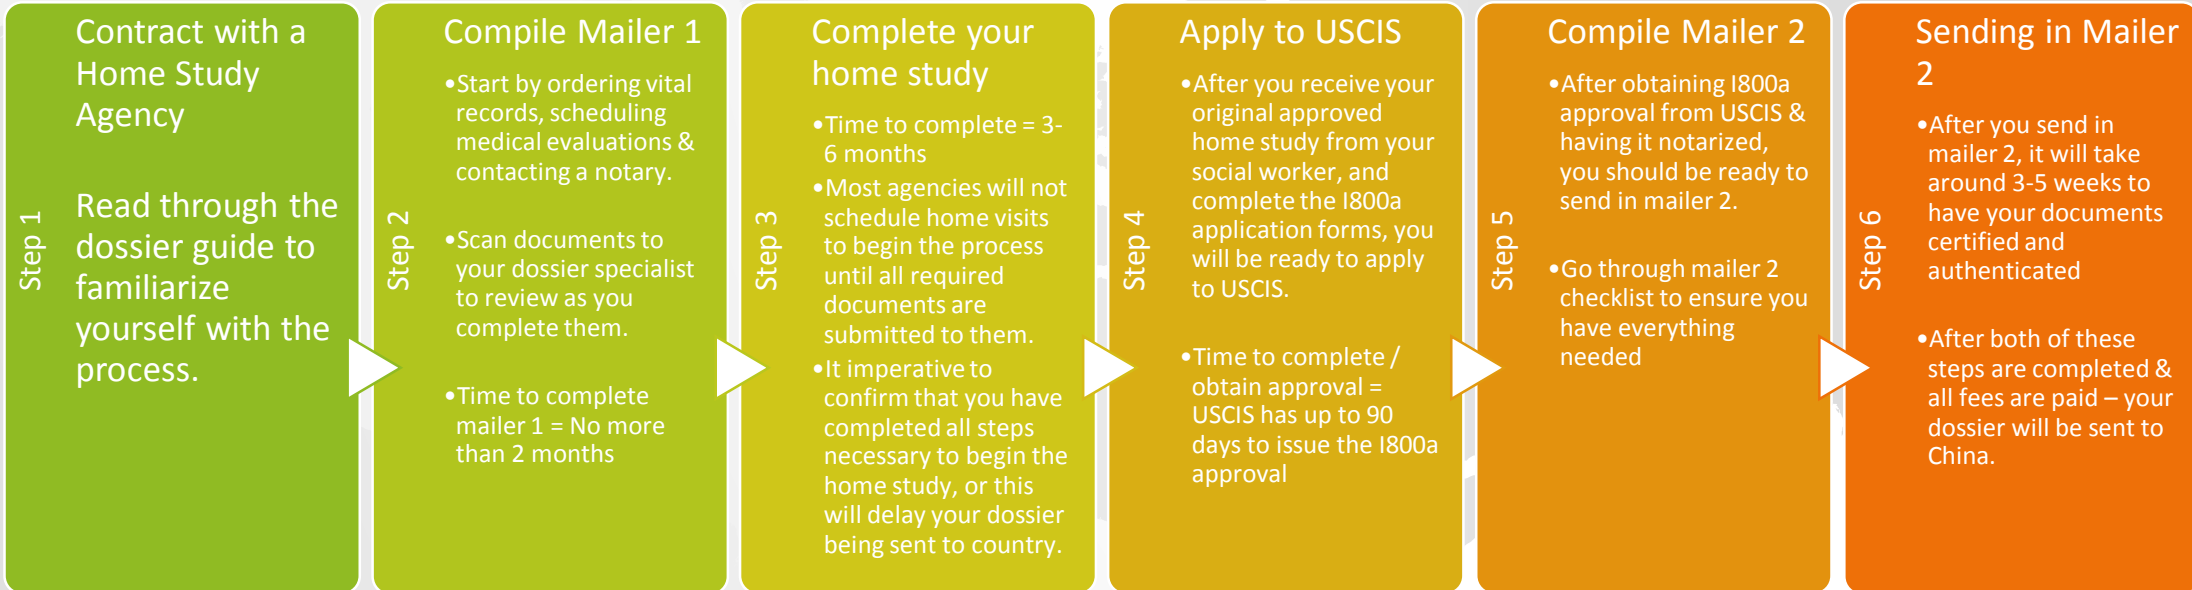 Step 1
Contract with a
Home Study
Agency
Read through the
dossier guide to
familiarize
yourself with the
process.
Step 2
Compile Mailer 1
•Start by ordering vital
records, scheduling
medical evaluations &
contacting a notary.
•Scan documents to
your dossier specialist
to review as you
complete them.
•Time to complete
mailer 1 = No more
than 2 months
Step 3
Complete your
home study
•Time to complete = 3-
6 months
•Most agencies will not
schedule home visits
to begin the process
until all required
documents are
submitted to them.
•It imperative to
confirm that you have
completed all steps
necessary to begin the
home study, or this
will delay your dossier
being sent to country.
Step 4
Apply to USCIS
•After you receive your
original approved
home study from your
social worker, and
complete the I800a
application forms, you
will be ready to apply
to USCIS.
•Time to complete /
obtain approval =
USCIS has up to 90
days to issue the I800a
approval
Step 5
Compile Mailer 2
•After obtaining I800a
approval from USCIS &
having it notarized,
you should be ready to
send in mailer 2.
•Go through mailer 2
checklist to ensure you
have everything
needed
Step 6
Sending in Mailer
2
•After you send in
mailer 2, it will take
around 3-5 weeks to
have your documents
certified and
authenticated
•After both of these
steps are completed &
all fees are paid – your
dossier will be sent to
China.